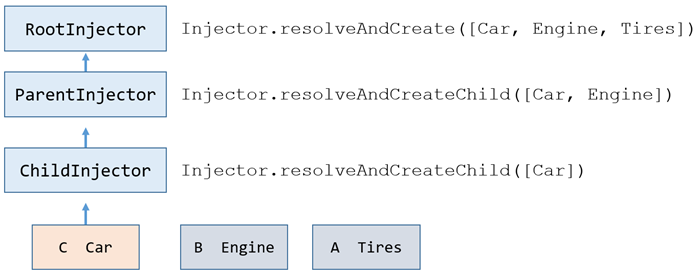 RootInjector Injector.resolveAndCreate([Car, Engine, Tires])
ParentInjector Injector.resolveAndCreateChild([Car, Engine])
ChildInjector Injector.resolveAndCreateChild([Car])
C Car B Engine A Tires